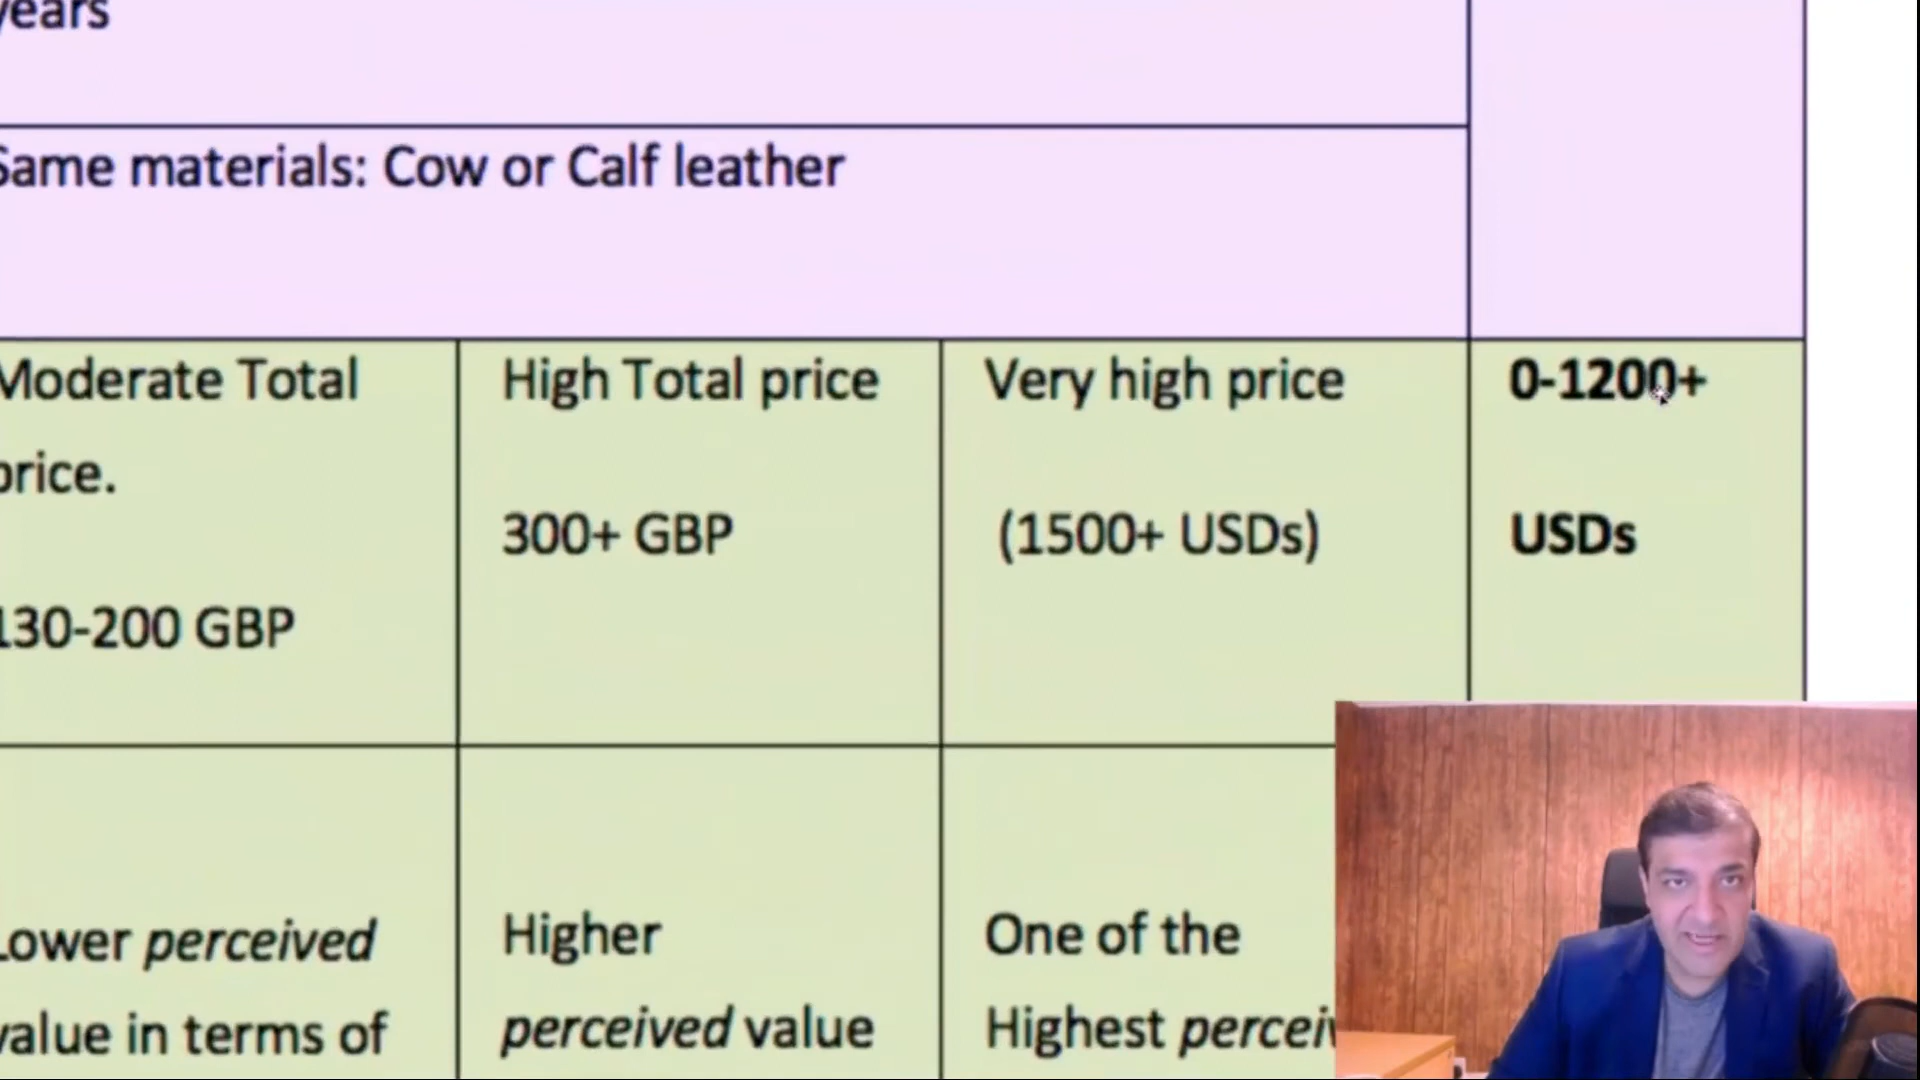 years
Same materials: Cow or Calf leather
Moderate Total
price.
130-200 GBP
High Total price
300+ GBP
Very high price
(1500+ USDs)
0-1200+
USDs
Lower perceived
value in terms of
Higher
perceived value
One of the
Highest perceiv